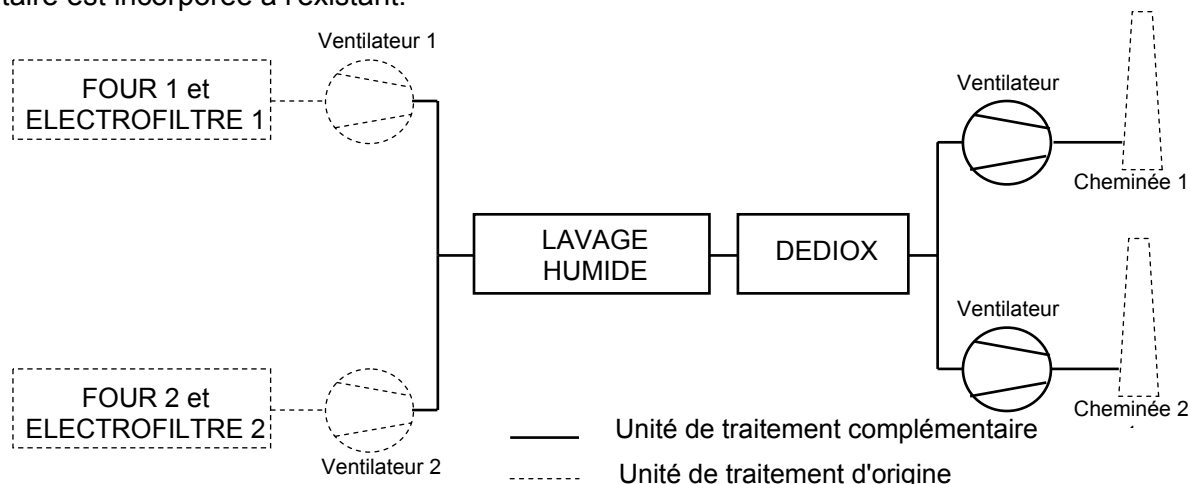 taire est incorporée à l'existant.
Ventilateur 1
FOUR 1 et
ELECTROFILTRE 1
Ventilateur
Cheminée 1
LAVAGE
HUMIDE
DEDIOX
Ventilateur
FOUR 2 et
ELECTROFILTRE 2
Ventilateur 2
Cheminée 2
Unité de traitement complémentaire
Unité de traitement d'origine